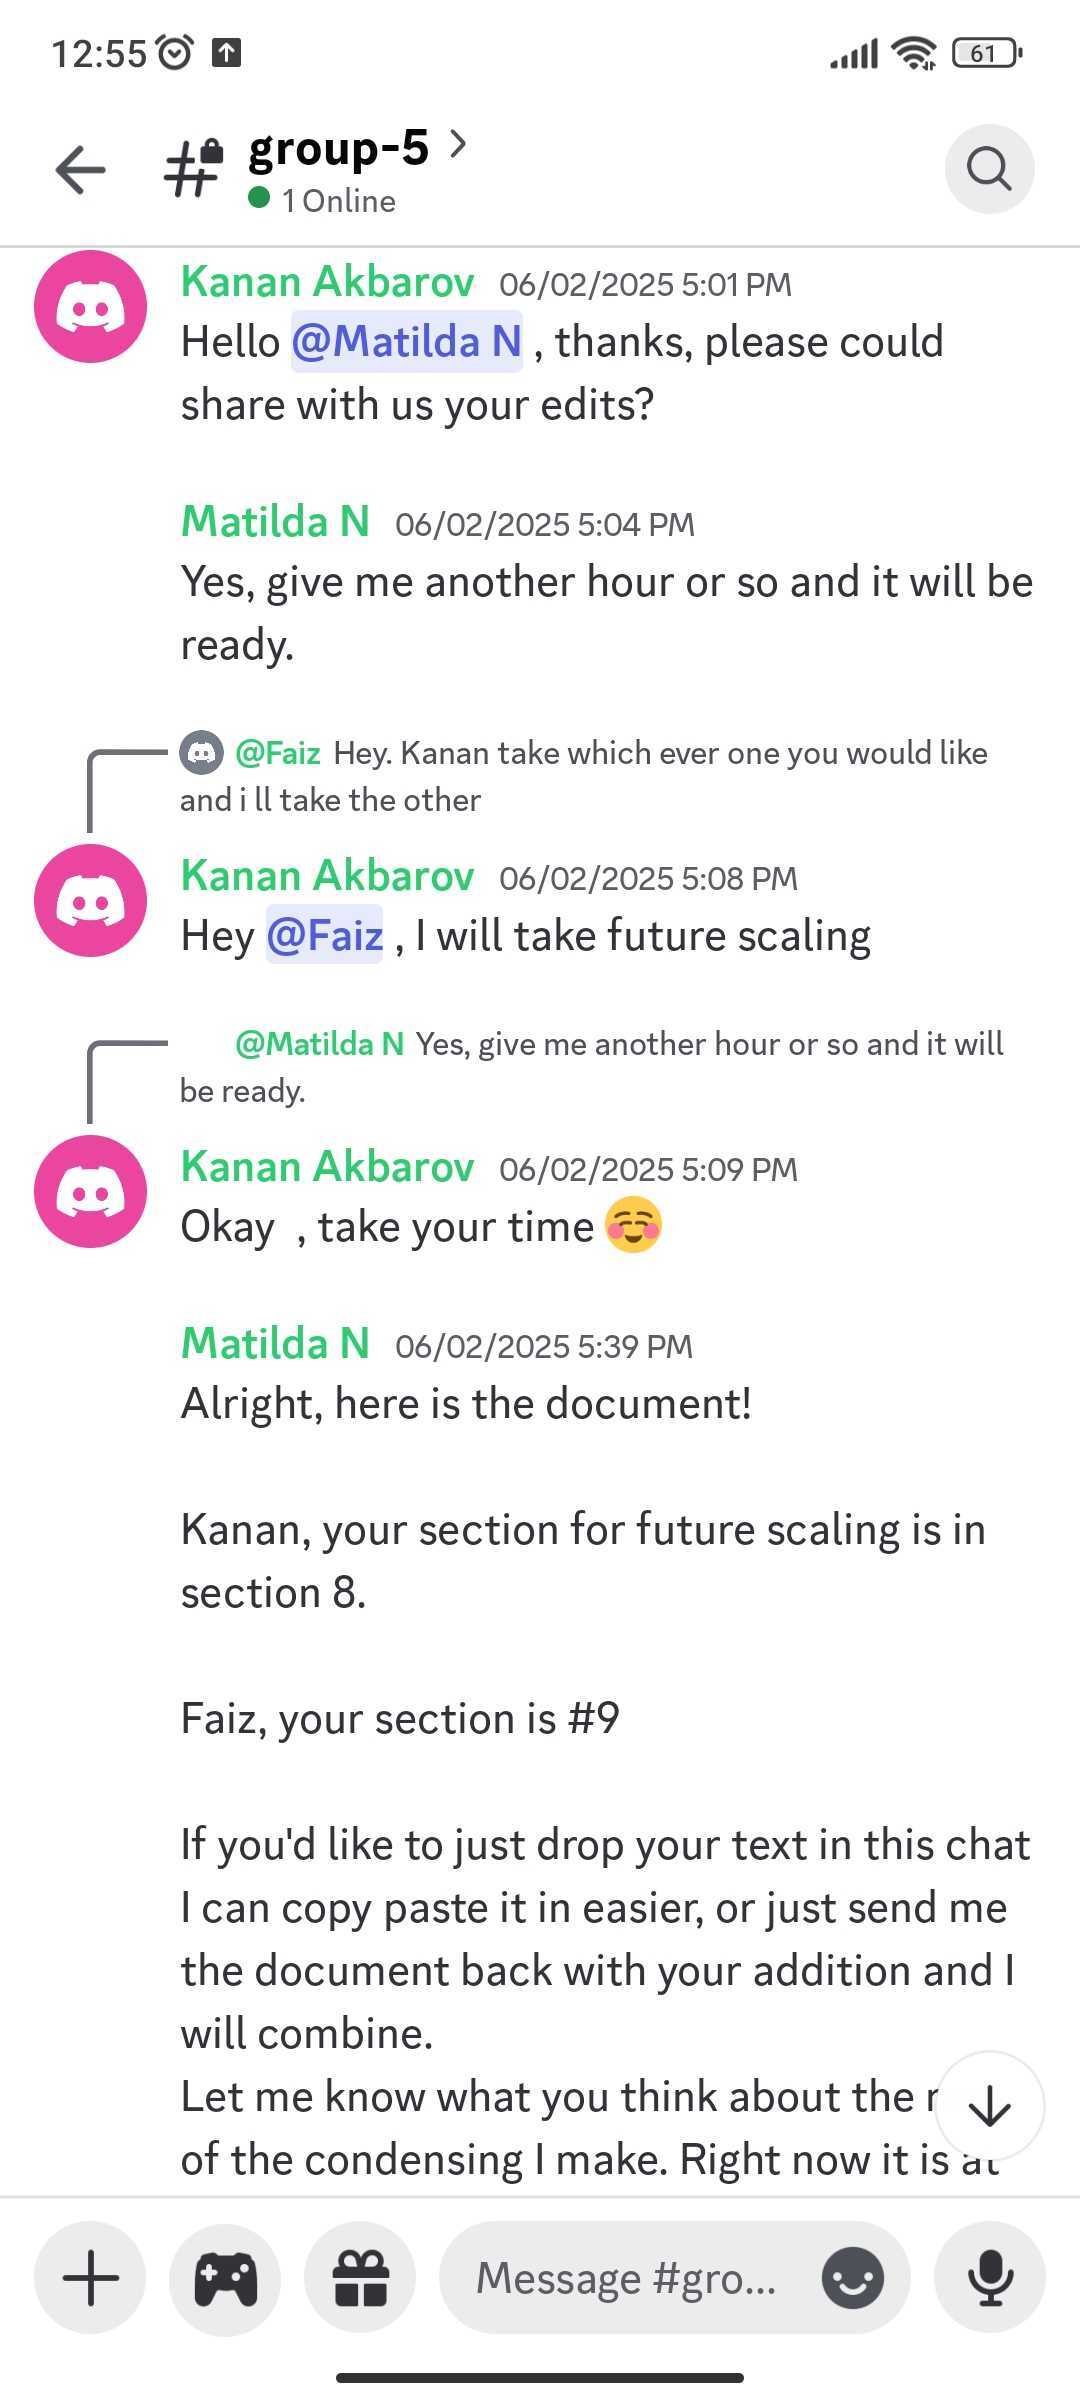 12:55
61
group-5
1 Online
Kanan Akbarov 06/02/2025 5:01 PM
Hello @Matilda N , thanks, please could
share with us your edits?
Matilda N 06/02/2025 5:04 PM
Yes, give me another hour or so and it will be
ready.
@Faiz Hey. Kanan take which ever one you would like
and i ll take the other
Kanan Akbarov 06/02/2025 5:08 PM
Hey @Faiz , I will take future scaling
@Matilda N Yes, give me another hour or so and it will
be ready.
Kanan Akbarov 06/02/2025 5:09 PM
Okay , take your time
Matilda N 06/02/2025 5:39 PM
Alright, here is the document!
Kanan, your section for future scaling is in
section 8.
Faiz, your section is #9
If you'd like to just drop your text in this chat
I can copy paste it in easier, or just send me
the document back with your addition and I
will combine.
Let me know what you think about the
of the condensing I make. Right now it is at
Message #gro...